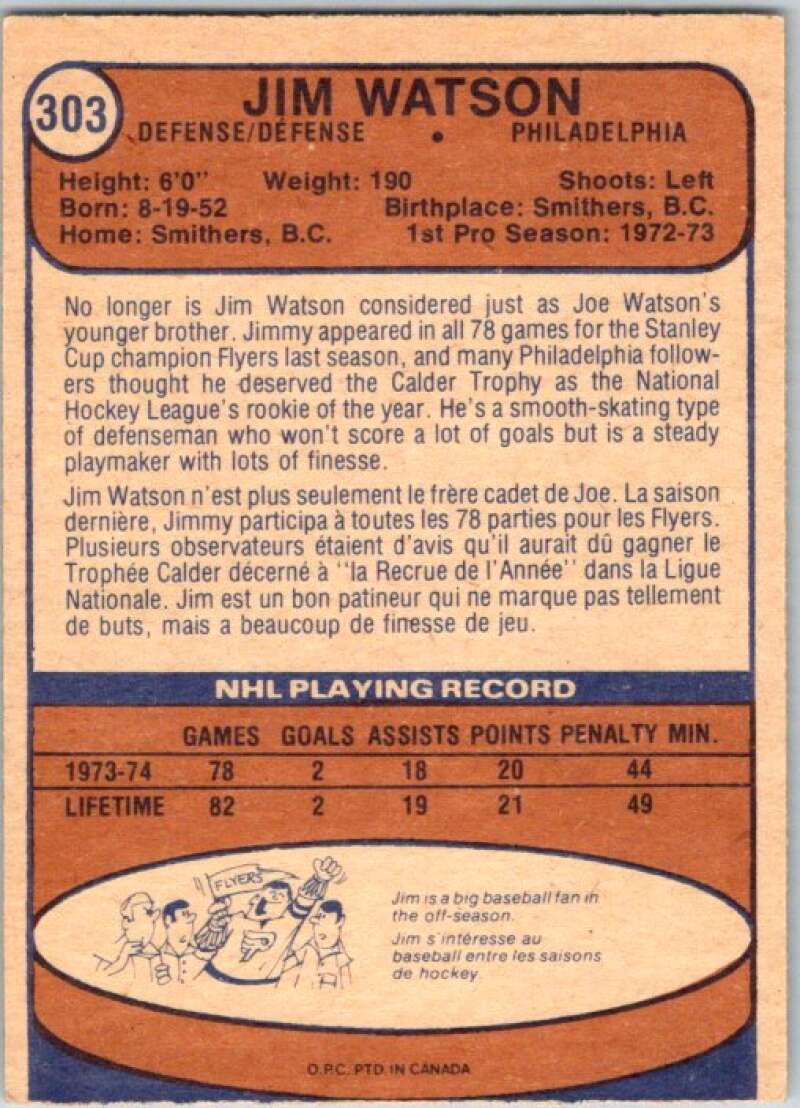 303
JIM WATSON
DEFENSE/DÉFENSE • PHILADELPHIA
Height: 6'0" Weight: 190 Shoots: Left
Born: 8-19-52 Birthplace: Smithers, B.C.
Home: Smithers, B.C. 1st Pro Season: 1972-73
No longer is Jim Watson considered just as Joe Watson's
younger brother. Jimmy appeared in all 78 games for the Stanley
Cup champion Flyers last season, and many Philadelphia follow-
ers thought he deserved the Calder Trophy as the National
Hockey League's rookie of the year. He's a smooth-skating type
of defenseman who won't score a lot of goals but is a steady
playmaker with lots of finesse.
Jim Watson n'est plus seulement le frère cadet de Joe. La saison
dernière, Jimmy participa à toutes les 78 parties pour les Flyers.
Plusieurs observateurs étaient d'avis qu'il aurait dû gagner le
Trophée Calder décerné à "la Recrue de l'Année" dans la Ligue
Nationale. Jim est un bon patineur qui ne marque pas tellement
de buts, mais a beaucoup de finesse de jeu.
NHL PLAYING RECORD
GAMES GOALS ASSISTS POINTS PENALTY MIN.
1973-74 78 2 18 20 44
LIFETIME 82 2 19 21 49
FLYERS
Jim is a big baseball fan in
the off-season.
Jim s'intéresse au
baseball entre les saisons
de hockey.
O.P.C. PTD. IN CANADA